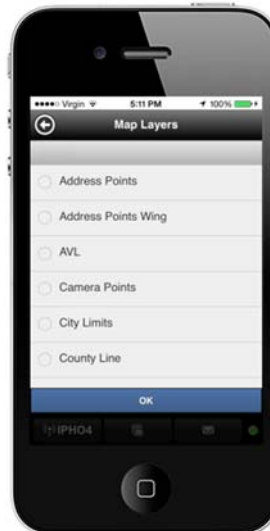 Virgin 5:11 PM 100%
Map Layers
Address Points
Address Points Wing
AVL
Camera Points
City Limits
County Line
OK
IPHO4